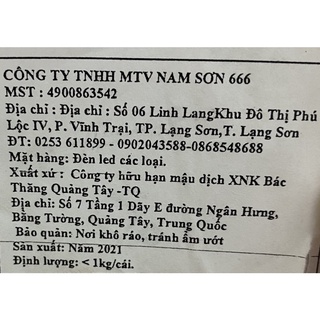 CÔNG TY TNHH MTV NAM SƠN 666
MST : 4900863542
Địa chỉ : Địa chỉ : Số 06 Linh LangKhu Đô Thị Phú
Lộc IV, P. Vĩnh Trại, TP. Lạng Sơn,T. Lạng Sơn
ĐT: 0253 611899 - 0902043588-0868548688
Mặt hàng: Đèn led các loại.
Xuất xứ : Công ty hữu hạn mậu dịch XNK Bác
Thăng Quảng Tây -TQ
Địa chỉ: Số 7 Tầng 1 Dãy E đường Ngân Hưng,
Bằng Tường, Quảng Tây, Trung Quốc
Bảo quản: Nơi khô ráo, tránh ẩm ướt
Sản xuất: Năm 2021
Định lượng: < 1kg/cái.